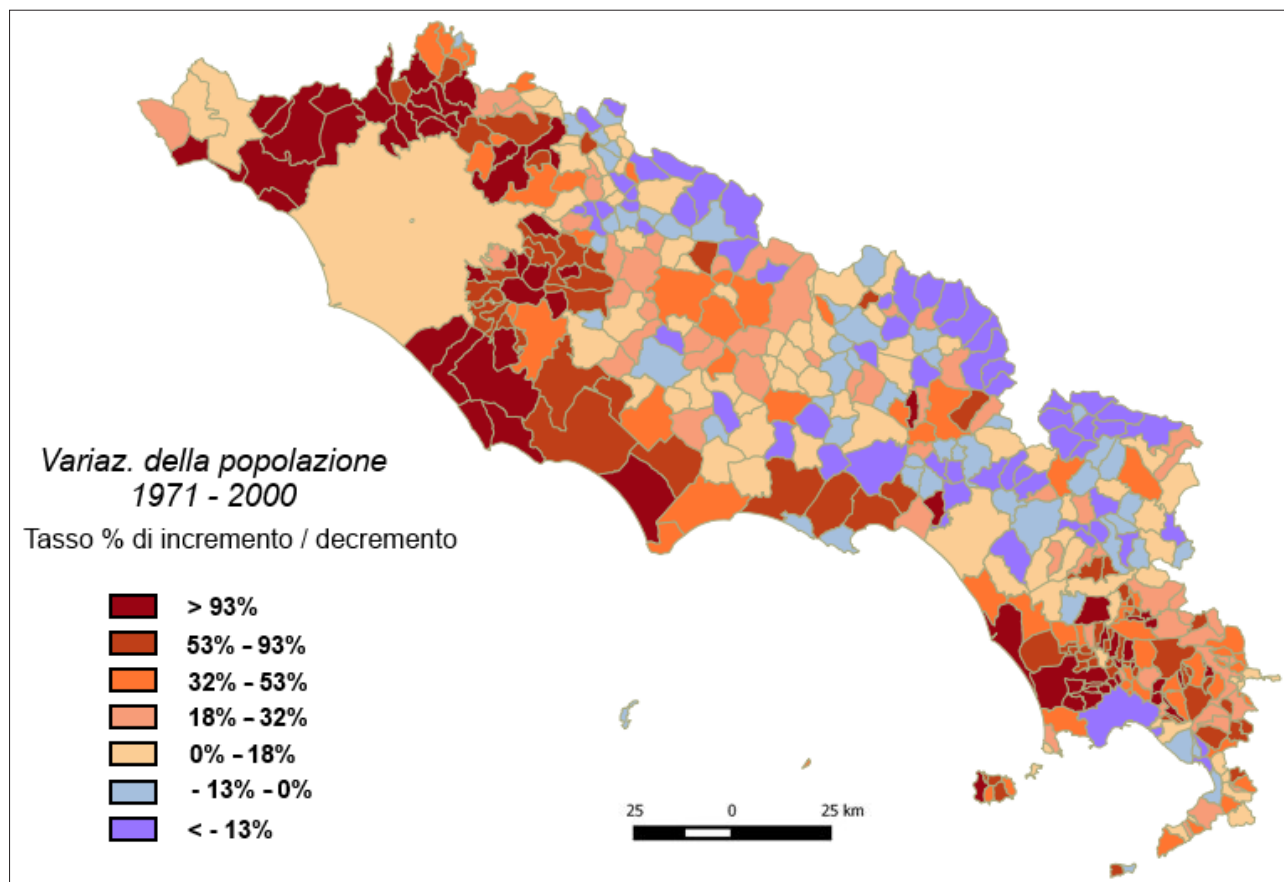 Variaz. della popolazione
1971 - 2000
Tasso % di incremento / decremento
> 93%
53% - 93%
32% - 53%
18% - 32%
0% - 18%
- 13% - 0%
< - 13%
25 0 25 km